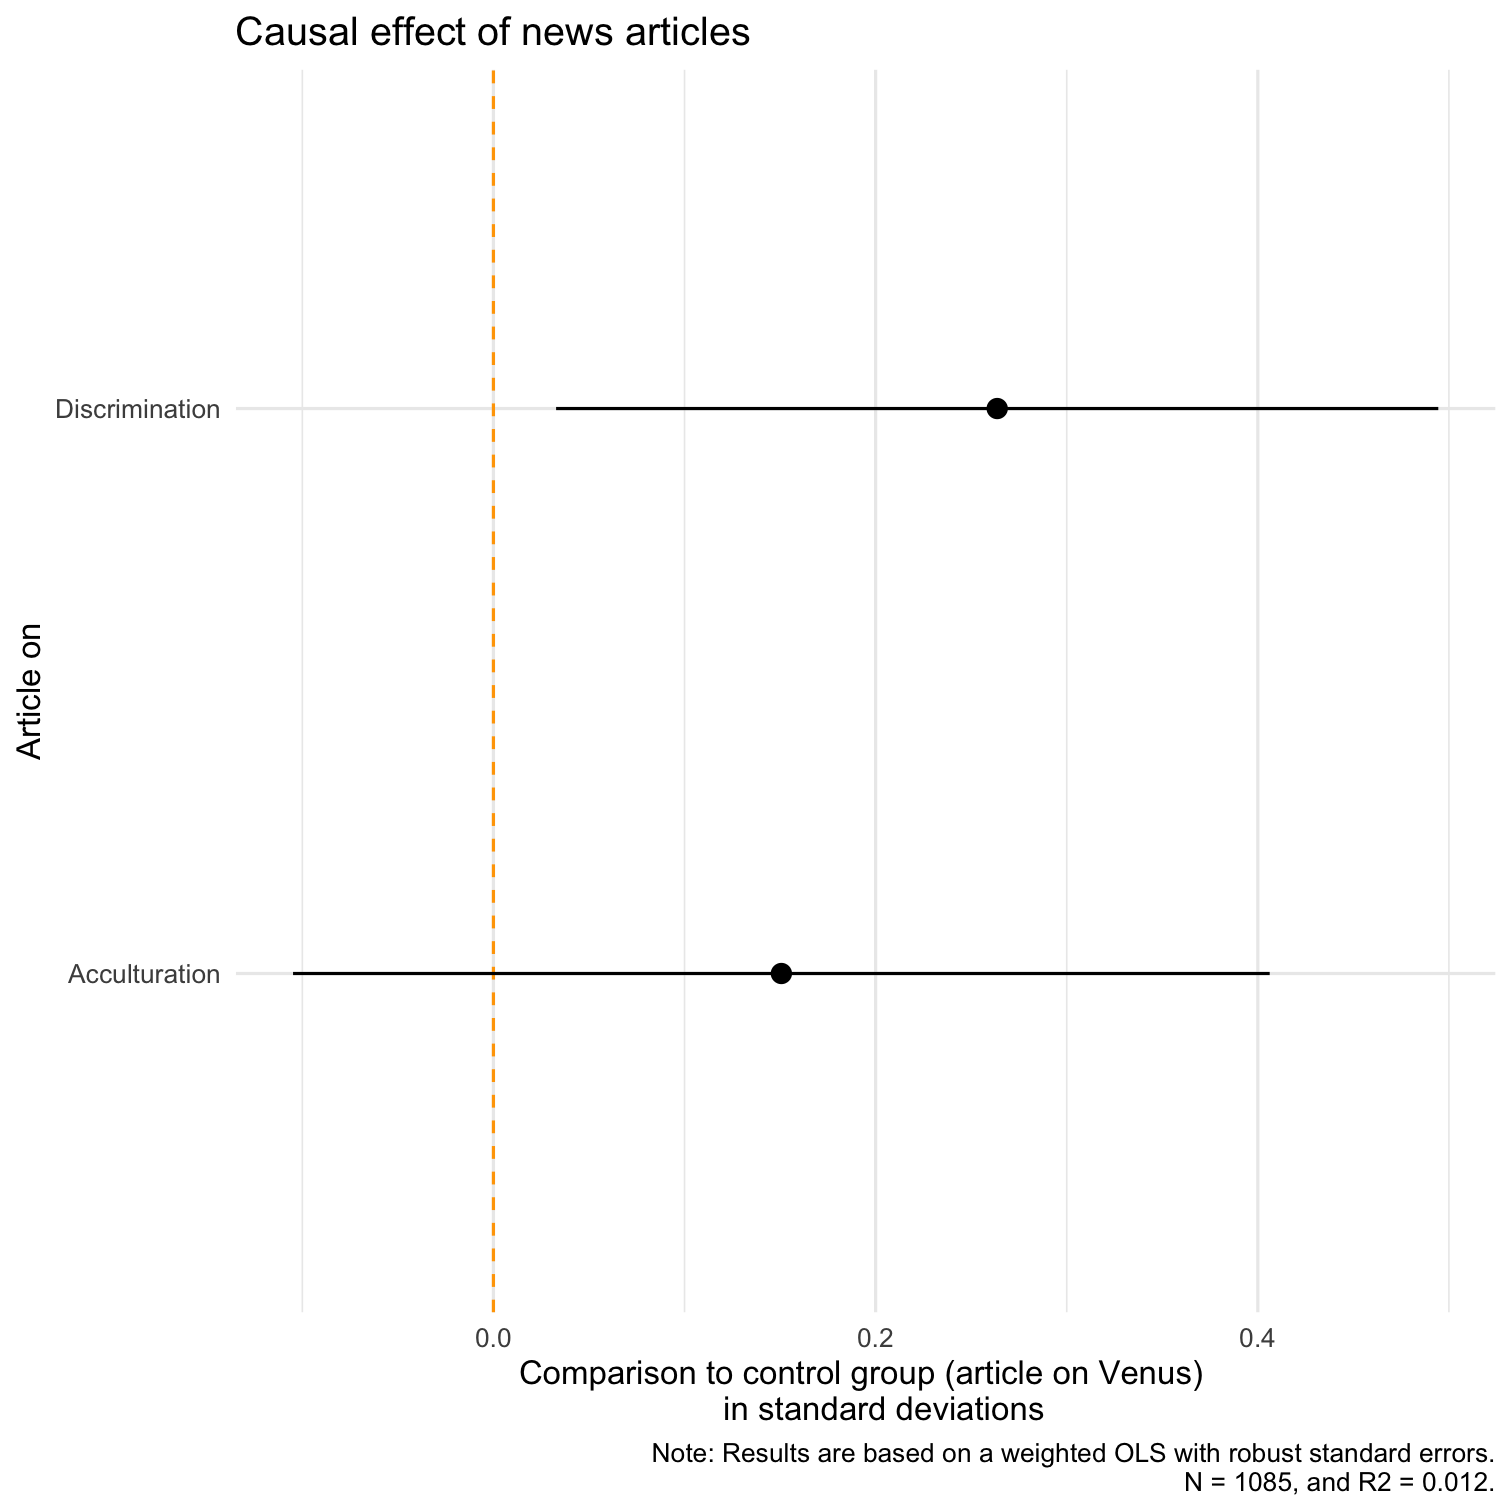 Causal effect of news articles
Article on
Discrimination
Acculturation
0.0 0.2 0.4
Comparison to control group (article on Venus)
in standard deviations
Note: Results are based on a weighted OLS with robust standard errors.
N = 1085, and R2 = 0.012.